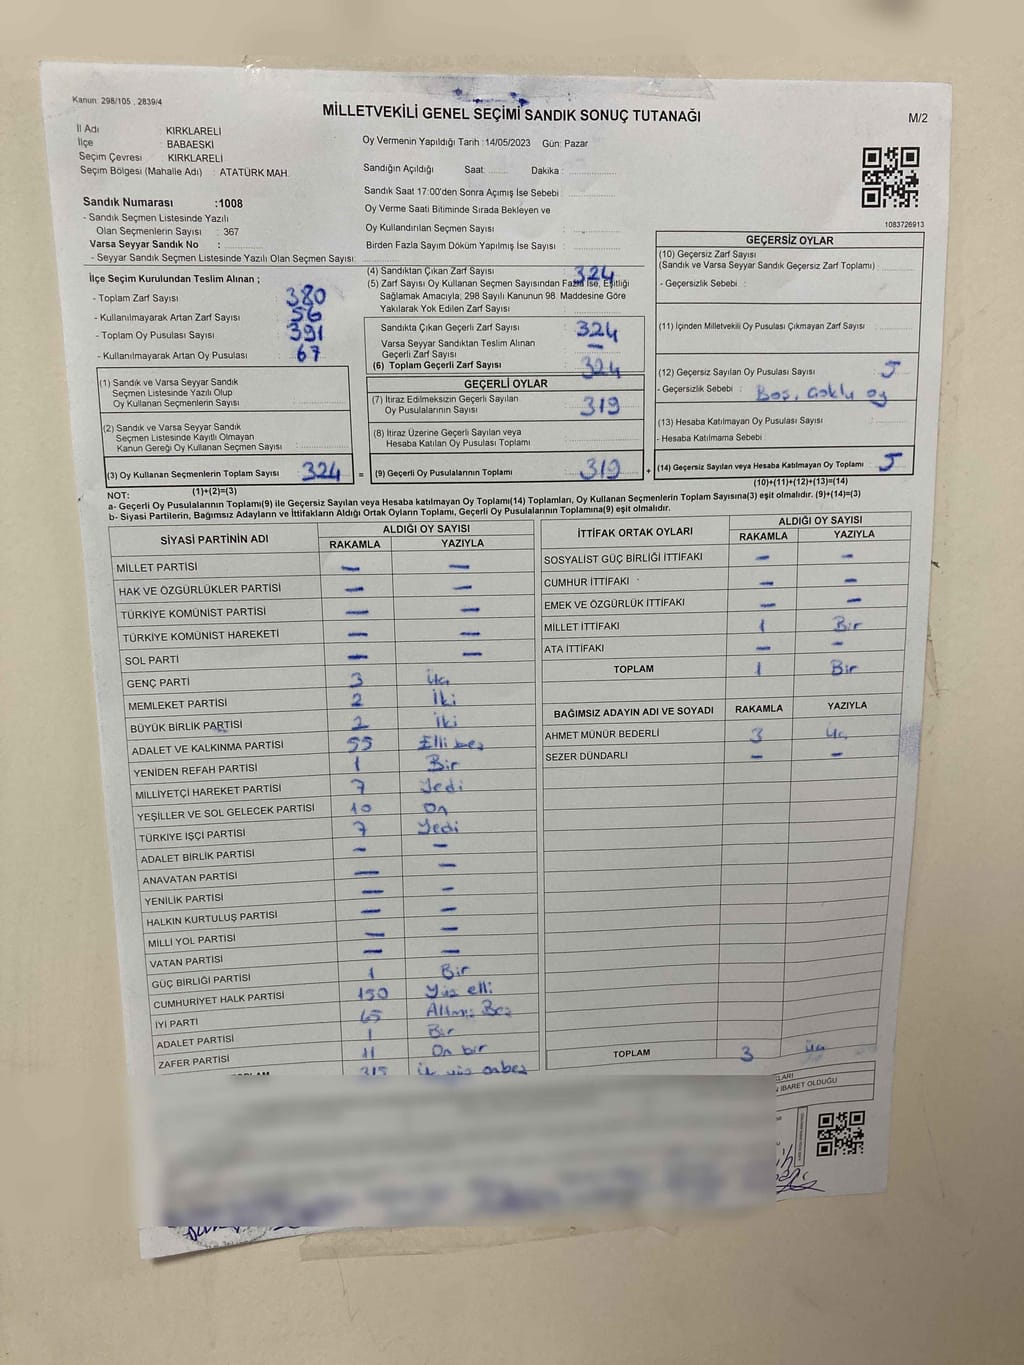 Kanun: 298/105 , 2839/4
MİLLETVEKİLİ GENEL SEÇİMİ SANDIK SONUÇ TUTANAĞI
M/2
İl Adı : KIRKLARELİ
İlçe : BABAESKİ
Seçim Çevresi : KIRKLARELİ
Seçim Bölgesi (Mahalle Adı) : ATATÜRK MAH.
Oy Vermenin Yapıldığı Tarih :14/05/2023 Gün: Pazar
Sandığın Açıldığı Saat: Dakika :
Sandık Saat 17:00'den Sonra Açımış İse Sebebi :
Oy Verme Saati Bitiminde Sırada Bekleyen ve
Oy Kullandırılan Seçmen Sayısı :
Birden Fazla Sayım Döküm Yapılmış İse Sayısı :
1083726913
Sandık Numarası :1008
- Sandık Seçmen Listesinde Yazılı
Olan Seçmenlerin Sayısı : 367
Varsa Seyyar Sandık No :
- Seyyar Sandık Seçmen Listesinde Yazılı Olan Seçmen Sayısı:
İlçe Seçim Kurulundan Teslim Alınan ;
- Toplam Zarf Sayısı : 380
- Kullanılmayarak Artan Zarf Sayısı : 56
- Toplam Oy Pusulası Sayısı : 391
- Kullanılmayarak Artan Oy Pusulası : 67
(4) Sandıktan Çıkan Zarf Sayısı : 324
(5) Zarf Sayısı Oy Kullanan Seçmen Sayısından Fazla İse, Eşitliği
Sağlamak Amacıyla; 298 Sayılı Kanunun 98. Maddesine Göre
Yakılarak Yok Edilen Zarf Sayısı :
Sandıkta Çıkan Geçerli Zarf Sayısı : 324
Varsa Seyyar Sandıktan Teslim Alınan
Geçerli Zarf Sayısı : —
(6) Toplam Geçerli Zarf Sayısı : 324
GEÇERSİZ OYLAR
(10) Geçersiz Zarf Sayısı
(Sandık ve Varsa Seyyar Sandık Geçersiz Zarf Toplamı) :
- Geçersizlik Sebebi :
(11) İçinden Milletvekili Oy Pusulası Çıkmayan Zarf Sayısı :
(12) Geçersiz Sayılan Oy Pusulası Sayısı : 5
- Geçersizlik Sebebi : Boş, çoklu oy
(13) Hesaba Katılmayan Oy Pusulası Sayısı :
- Hesaba Katılmama Sebebi :
(14) Geçersiz Sayılan veya Hesaba Katılmayan Oy Toplamı : 5
(10)+(11)+(12)+(13)=(14)
(1) Sandık ve Varsa Seyyar Sandık
Seçmen Listesinde Yazılı Olup
Oy Kullanan Seçmenlerin Sayısı :
(2) Sandık ve Varsa Seyyar Sandık
Seçmen Listesinde Kayıtlı Olmayan
Kanun Gereği Oy Kullanan Seçmen Sayısı :
(3) Oy Kullanan Seçmenlerin Toplam Sayısı : 324 =
(1)+(2)=(3)
GEÇERLİ OYLAR
(7) İtiraz Edilmeksizin Geçerli Sayılan
Oy Pusulalarının Sayısı : 319
(8) İtiraz Üzerine Geçerli Sayılan veya
Hesaba Katılan Oy Pusulası Toplamı :
(9) Geçerli Oy Pusulalarının Toplamı : 319 +
NOT:
a- Geçerli Oy Pusulalarının Toplamı(9) ile Geçersiz Sayılan veya Hesaba katılmayan Oy Toplamı(14) Toplamları, Oy Kullanan Seçmenlerin Toplam Sayısına(3) eşit olmalıdır. (9)+(14)=(3)
b- Siyasi Partilerin, Bağımsız Adayların ve İttifakların Aldığı Ortak Oyların Toplamı, Geçerli Oy Pusulalarının Toplamına(9) eşit olmalıdır.
SİYASİ PARTİNİN ADI ALDIĞI OY SAYISI
RAKAMLA YAZIYLA
MİLLET PARTİSİ — —
HAK VE ÖZGÜRLÜKLER PARTİSİ — —
TÜRKİYE KOMÜNİST PARTİSİ — —
TÜRKİYE KOMÜNİST HAREKETİ — —
SOL PARTİ — —
GENÇ PARTİ 3 üç
MEMLEKET PARTİSİ 2 İki
BÜYÜK BİRLİK PARTİSİ 2 İki
ADALET VE KALKINMA PARTİSİ 55 Elli beş
YENİDEN REFAH PARTİSİ 1 Bir
MİLLİYETÇİ HAREKET PARTİSİ 7 Yedi
YEŞİLLER VE SOL GELECEK PARTİSİ 10 On
TÜRKİYE İŞÇİ PARTİSİ 7 Yedi
ADALET BİRLİK PARTİSİ — —
ANAVATAN PARTİSİ — —
YENİLİK PARTİSİ — —
HALKIN KURTULUŞ PARTİSİ — —
MİLLİ YOL PARTİSİ — —
VATAN PARTİSİ — —
GÜÇ BİRLİĞİ PARTİSİ 1 Bir
CUMHURİYET HALK PARTİSİ 150 Yüz elli
İYİ PARTİ 65 Altmış Beş
ADALET PARTİSİ 1 Bir
ZAFER PARTİSİ 11 On bir
315 üç yüz onbeş
İTTİFAK ORTAK OYLARI ALDIĞI OY SAYISI
RAKAMLA YAZIYLA
SOSYALİST GÜÇ BİRLİĞİ İTTİFAKI — —
CUMHUR İTTİFAKI — —
EMEK VE ÖZGÜRLÜK İTTİFAKI — —
MİLLET İTTİFAKI 1 Bir
ATA İTTİFAKI — —
TOPLAM 1 Bir
BAĞIMSIZ ADAYIN ADI VE SOYADI RAKAMLA YAZIYLA
AHMET MÜNÜR BEDERLİ 3 üç
SEZER DÜNDARLI — —
TOPLAM 3 üç
İBARET OLDUĞU